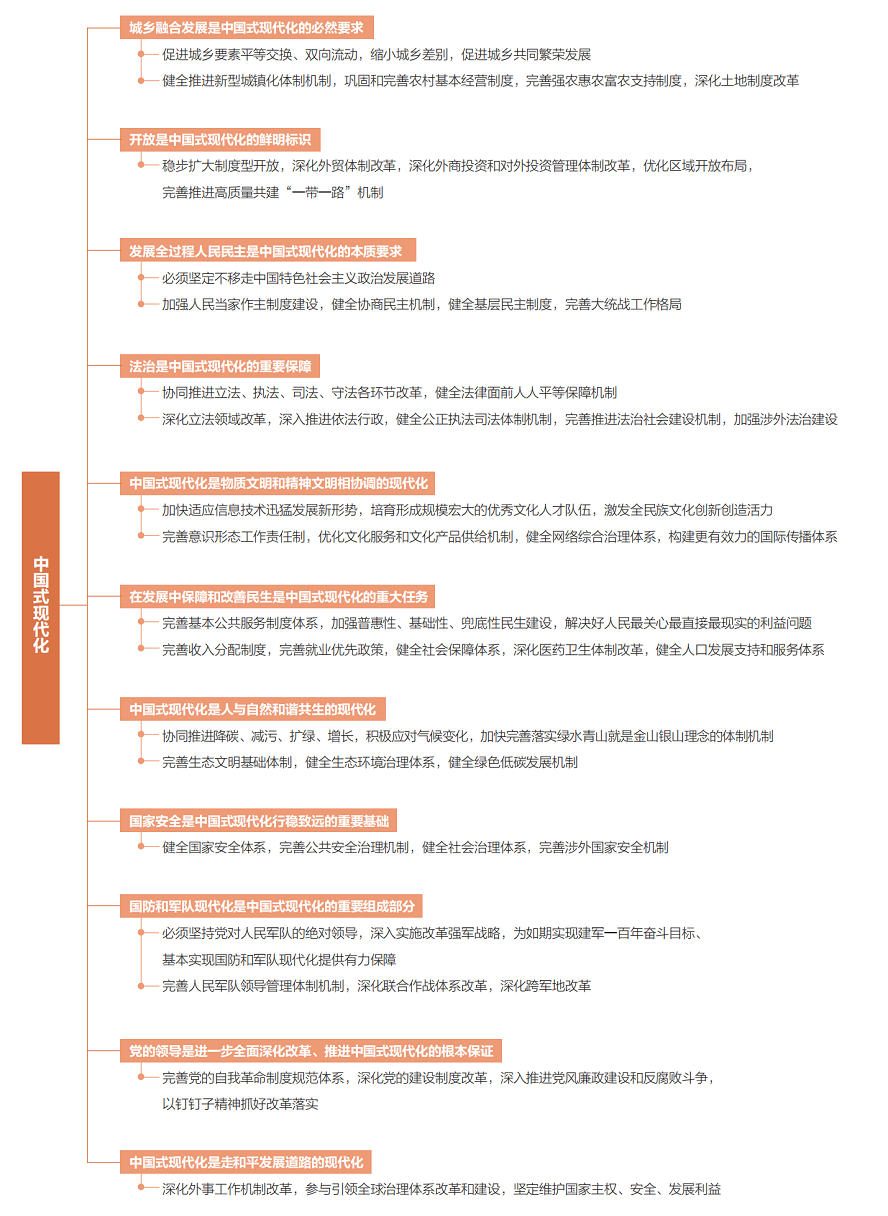 中国式现代化
城乡融合发展是中国式现代化的必然要求
促进城乡要素平等交换、双向流动，缩小城乡差别，促进城乡共同繁荣发展
健全推进新型城镇化体制机制，巩固和完善农村基本经营制度，完善强农惠农富农支持制度，深化土地制度改革
开放是中国式现代化的鲜明标识
稳步扩大制度型开放，深化外贸体制改革，深化外商投资和对外投资管理体制改革，优化区域开放布局，
完善推进高质量共建“一带一路”机制
发展全过程人民民主是中国式现代化的本质要求
必须坚定不移走中国特色社会主义政治发展道路
加强人民当家作主制度建设，健全协商民主机制，健全基层民主制度，完善大统战工作格局
法治是中国式现代化的重要保障
协同推进立法、执法、司法、守法各环节改革，健全法律面前人人平等保障机制
深化立法领域改革，深入推进依法行政，健全公正执法司法体制机制，完善推进法治社会建设机制，加强涉外法治建设
中国式现代化是物质文明和精神文明相协调的现代化
加快适应信息技术迅猛发展新形势，培育形成规模宏大的优秀文化人才队伍，激发全民族文化创新创造活力
完善意识形态工作责任制，优化文化服务和文化产品供给机制，健全网络综合治理体系，构建更有效力的国际传播体系
在发展中保障和改善民生是中国式现代化的重大任务
完善基本公共服务制度体系，加强普惠性、基础性、兜底性民生建设，解决好人民最关心最直接最现实的利益问题
完善收入分配制度，完善就业优先政策，健全社会保障体系，深化医药卫生体制改革，健全人口发展支持和服务体系
中国式现代化是人与自然和谐共生的现代化
协同推进降碳、减污、扩绿、增长，积极应对气候变化，加快完善落实绿水青山就是金山银山理念的体制机制
完善生态文明基础体制，健全生态环境治理体系，健全绿色低碳发展机制
国家安全是中国式现代化行稳致远的重要基础
健全国家安全体系，完善公共安全治理机制，健全社会治理体系，完善涉外国家安全机制
国防和军队现代化是中国式现代化的重要组成部分
必须坚持党对人民军队的绝对领导，深入实施改革强军战略，为如期实现建军一百年奋斗目标、
基本实现国防和军队现代化提供有力保障
完善人民军队领导管理体制机制，深化联合作战体系改革，深化跨军地改革
党的领导是进一步全面深化改革、推进中国式现代化的根本保证
完善党的自我革命制度规范体系，深化党的建设制度改革，深入推进党风廉政建设和反腐败斗争，
以钉钉子精神抓好改革落实
中国式现代化是走和平发展道路的现代化
深化外事工作机制改革，参与引领全球治理体系改革和建设，坚定维护国家主权、安全、发展利益